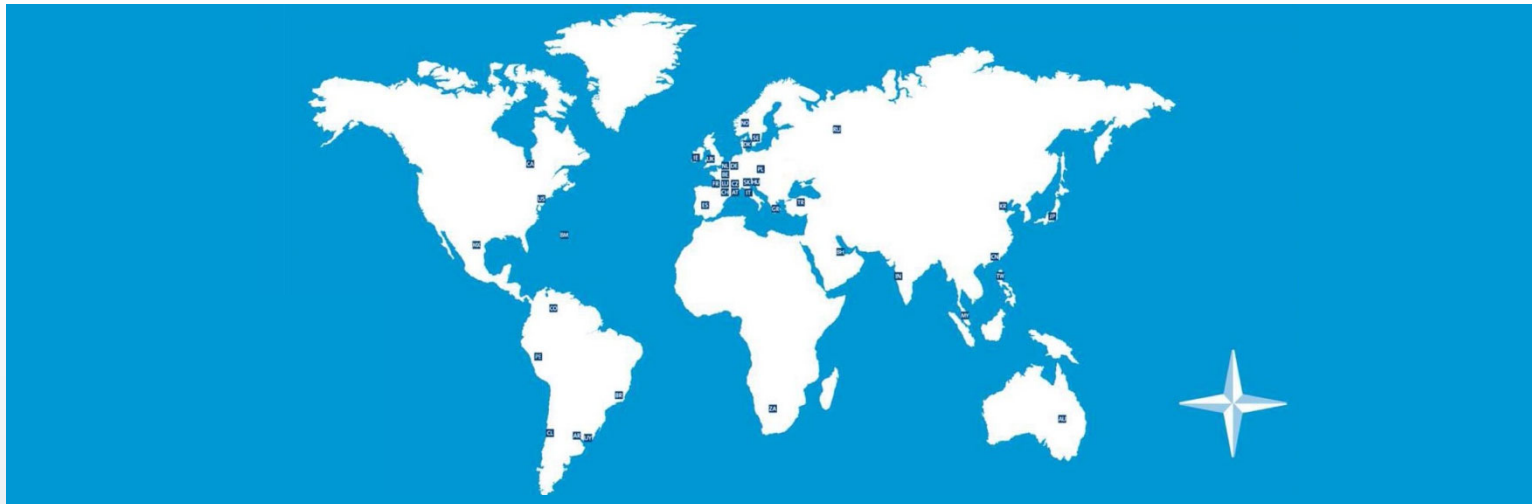 NO
SE
DK
RU
IE
UK
NL
DE
BE
PL
FR
LU
CZ
SK
HU
CH
AT
IT
ES
GR
TR
CA
US
BM
CO
PE
BR
CL
AR
UY
ZA
IN
KR
JP
CN
TW
MY
AU